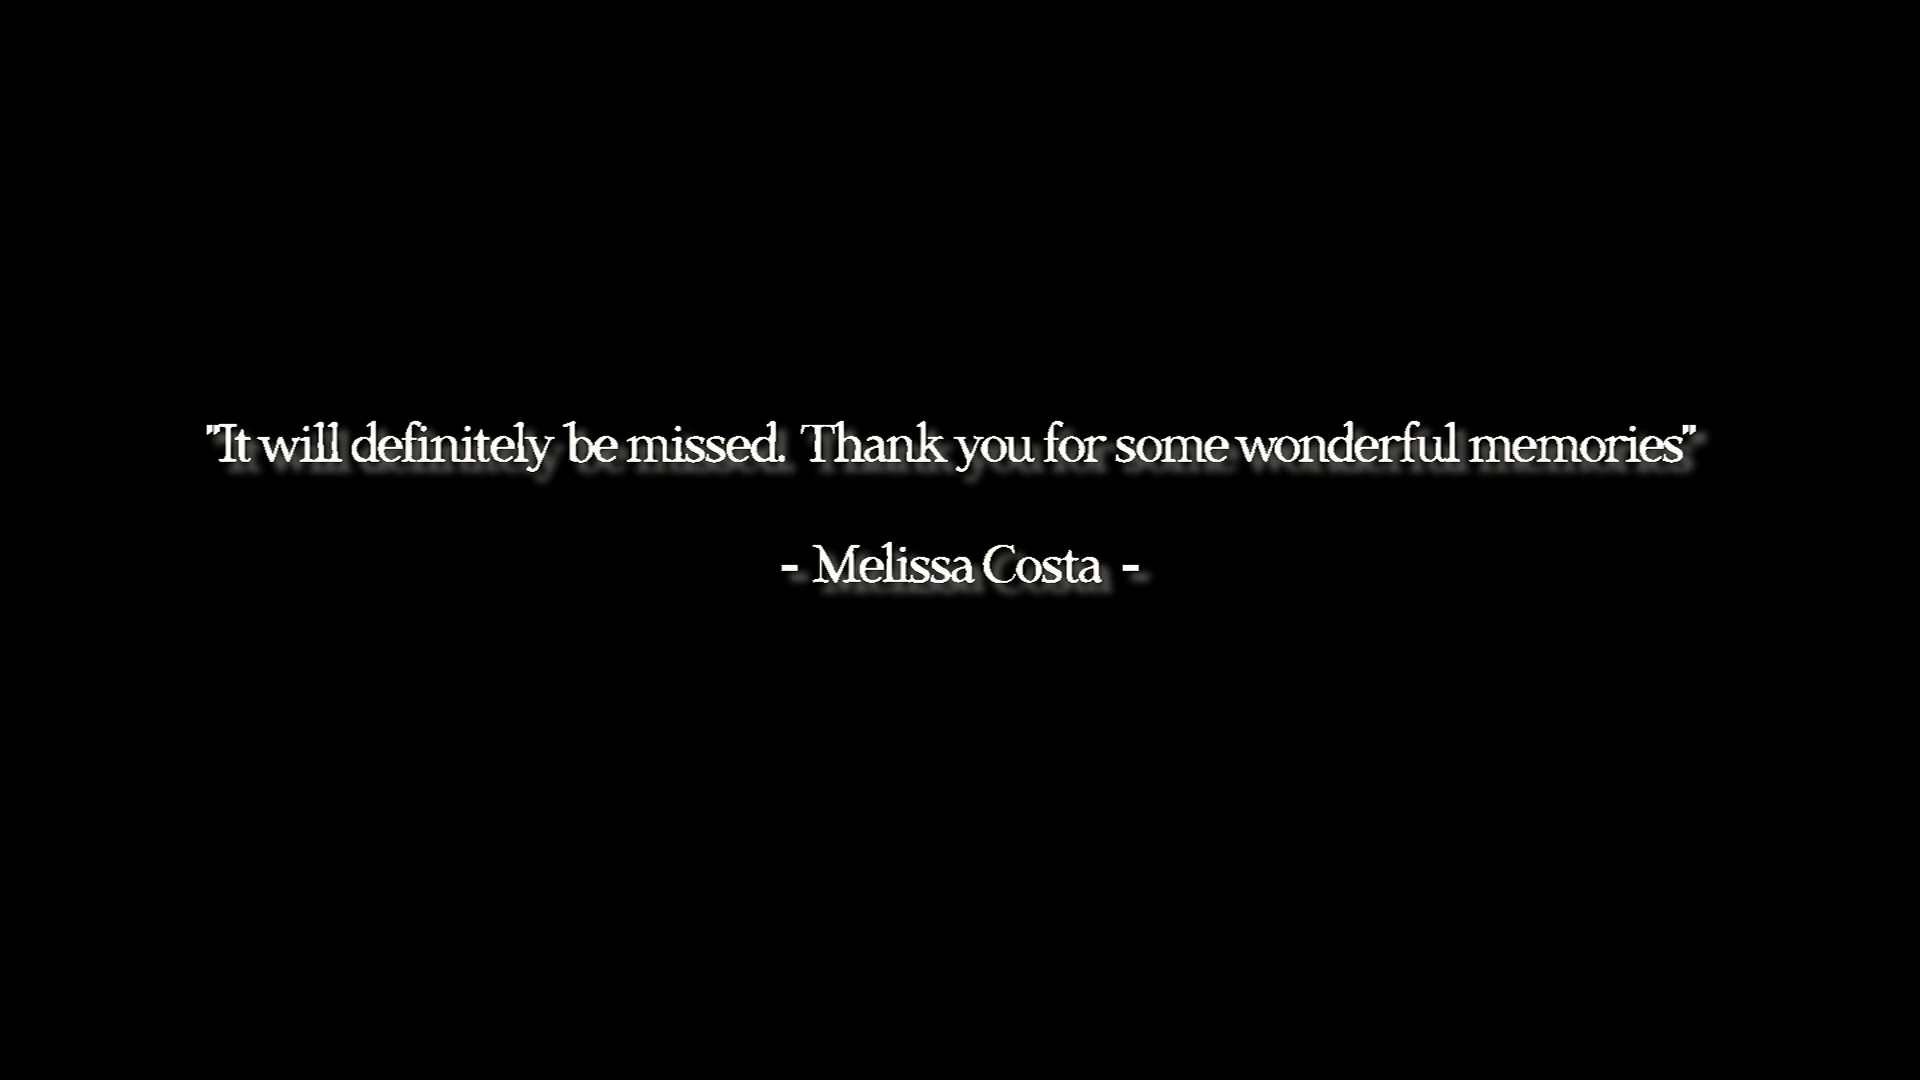 "It will definitely be missed. Thank you for some wonderful memories"
- Melissa Costa -